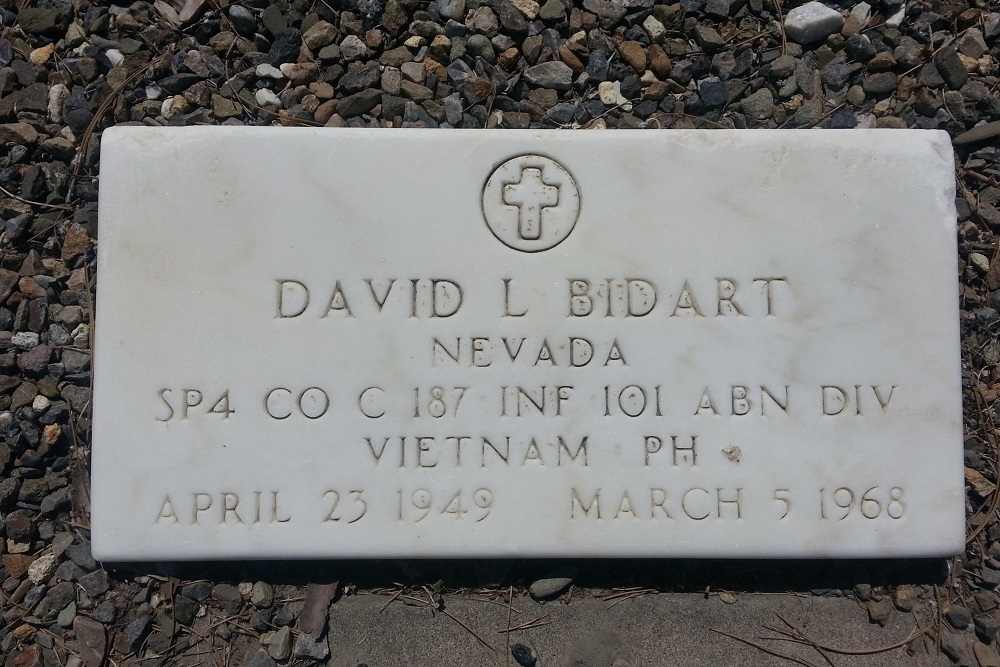 DAVID L BIDART
NEVADA
SP4 CO C 187 INF 101 ABN DIV
VIETNAM PH
APRIL 23 1949 MARCH 5 1968